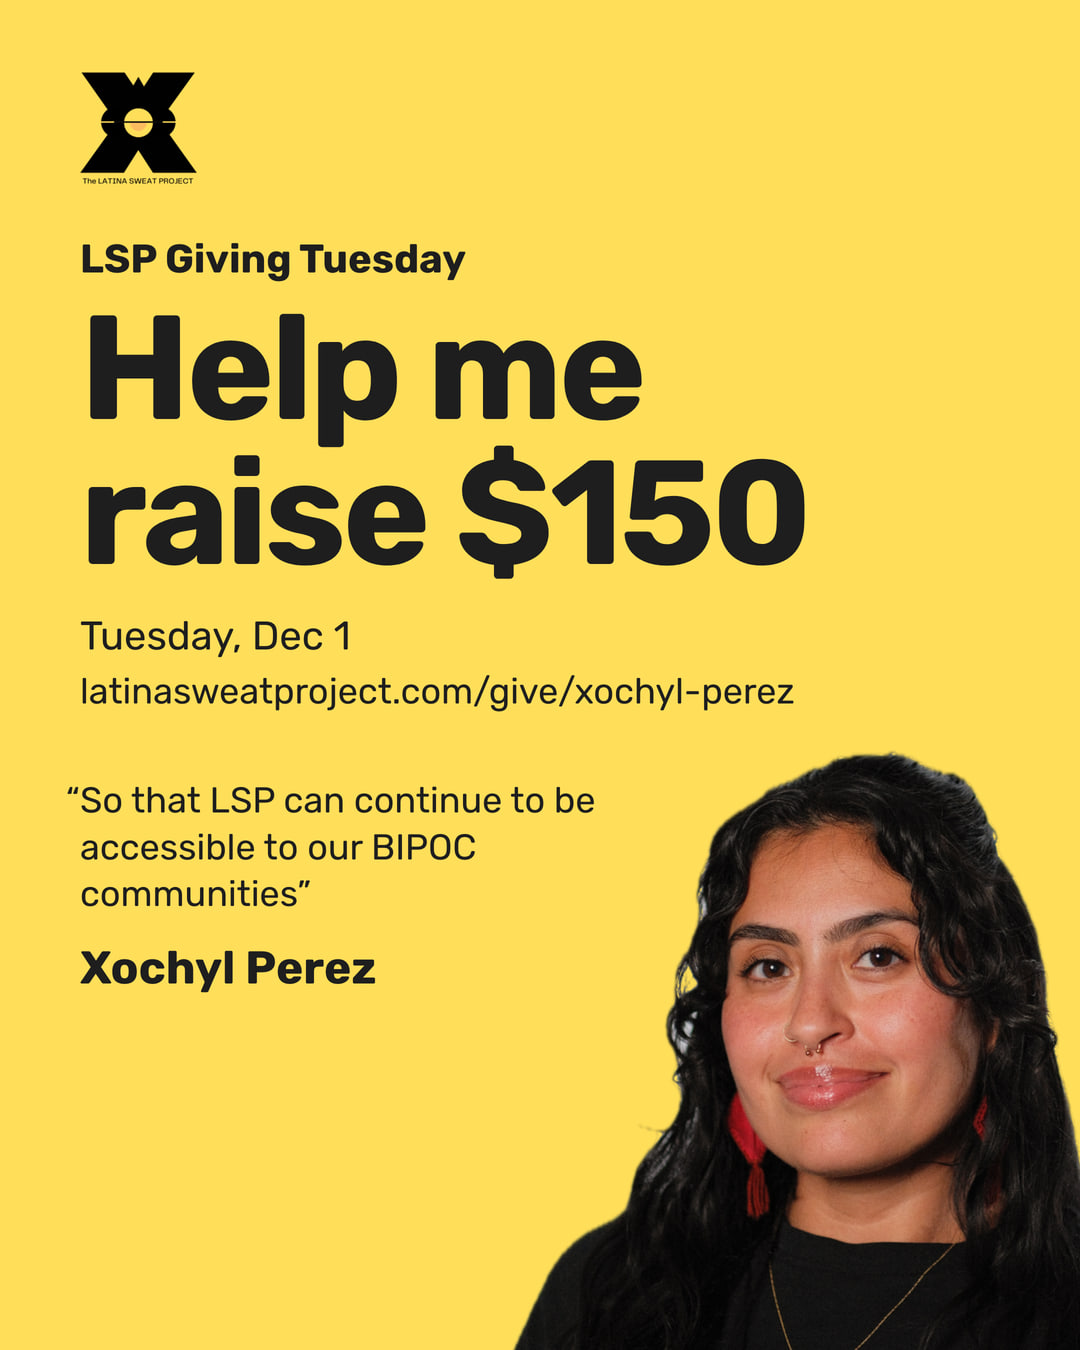 The LATINA SWEAT PROJECT
LSP Giving Tuesday
Help me
raise $150
Tuesday, Dec 1
latinasweatproject.com/give/xochyl-perez
“So that LSP can continue to be
accessible to our BIPOC
communities”
Xochyl Perez